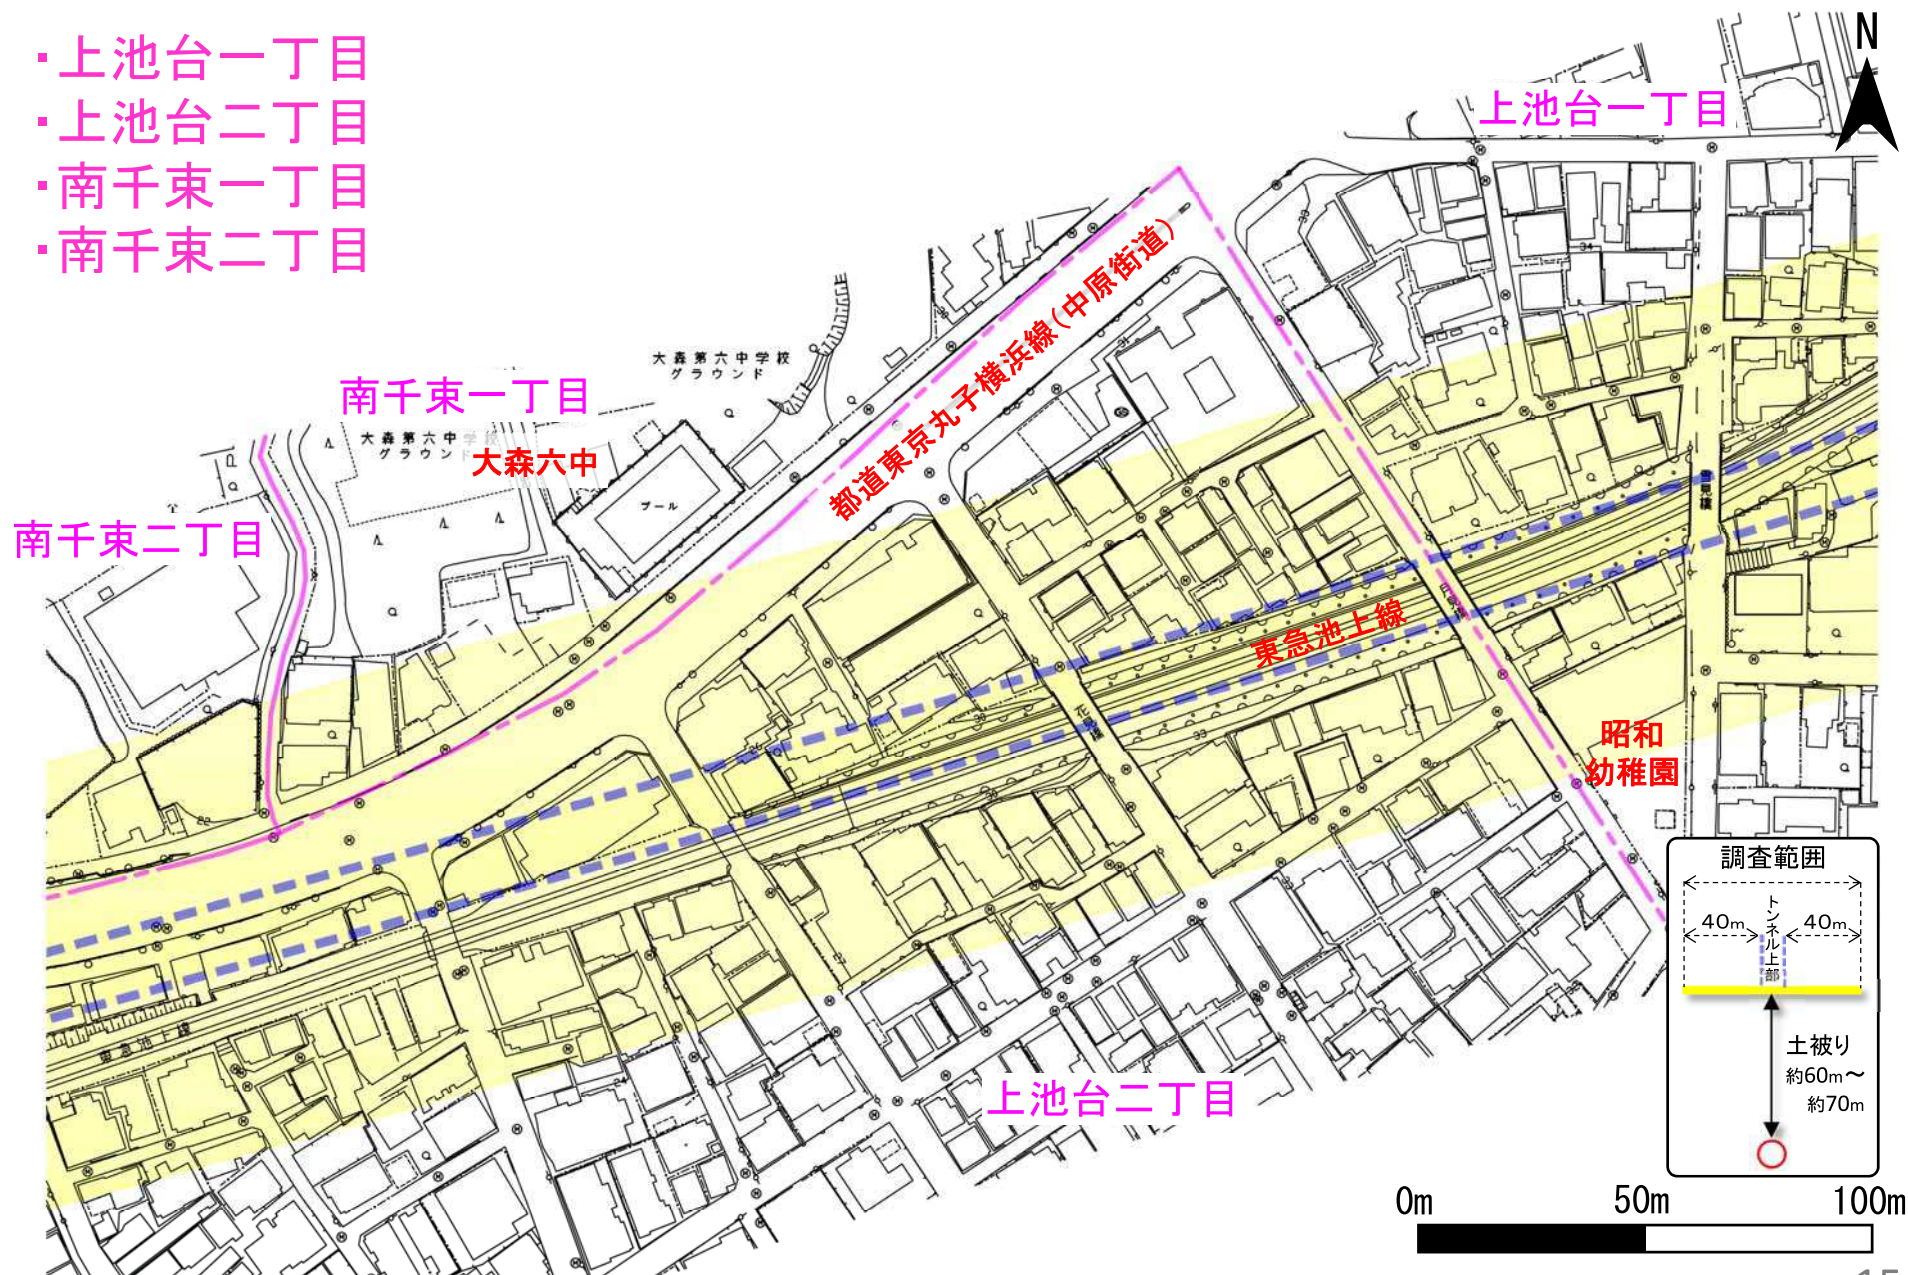 ・上池台一丁目
・上池台二丁目
・南千束一丁目
・南千束二丁目
N
上池台一丁目
都道東京丸子横浜線(中原街道)
大森第六中学校
グラウンド
南千束一丁目
大森第六中学校
グラウンド
大森六中
プール
南千束二丁目
東急池上線
昭和
幼稚園
上池台二丁目
調査範囲
40m
トンネル上部
40m
土被り
約60m～
約70m
0m 50m 100m